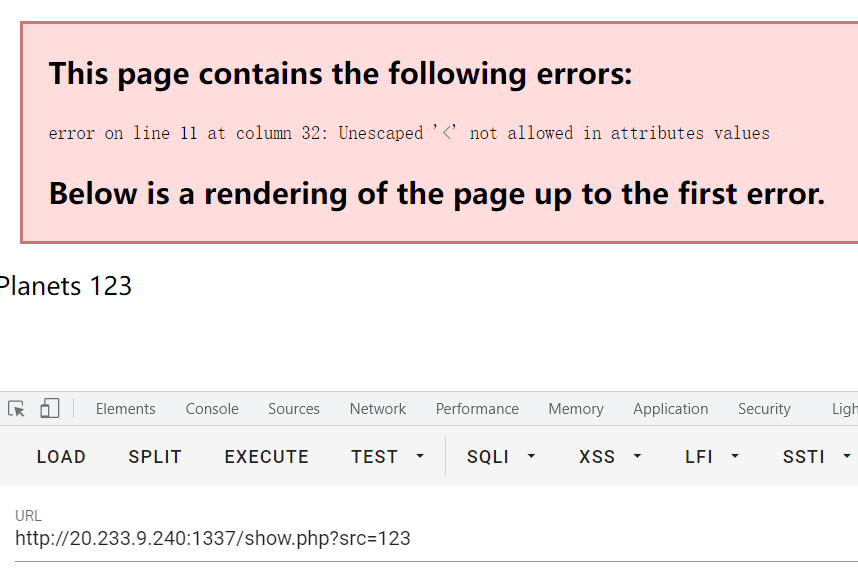 This page contains the following errors:
error on line 11 at column 32: Unescaped '<' not allowed in attributes values
Below is a rendering of the page up to the first error.
Planets 123
Elements Console Sources Network Performance Memory Application Security Ligh
LOAD SPLIT EXECUTE TEST SQLI XSS LFI SSTI
URL
http://20.233.9.240:1337/show.php?src=123